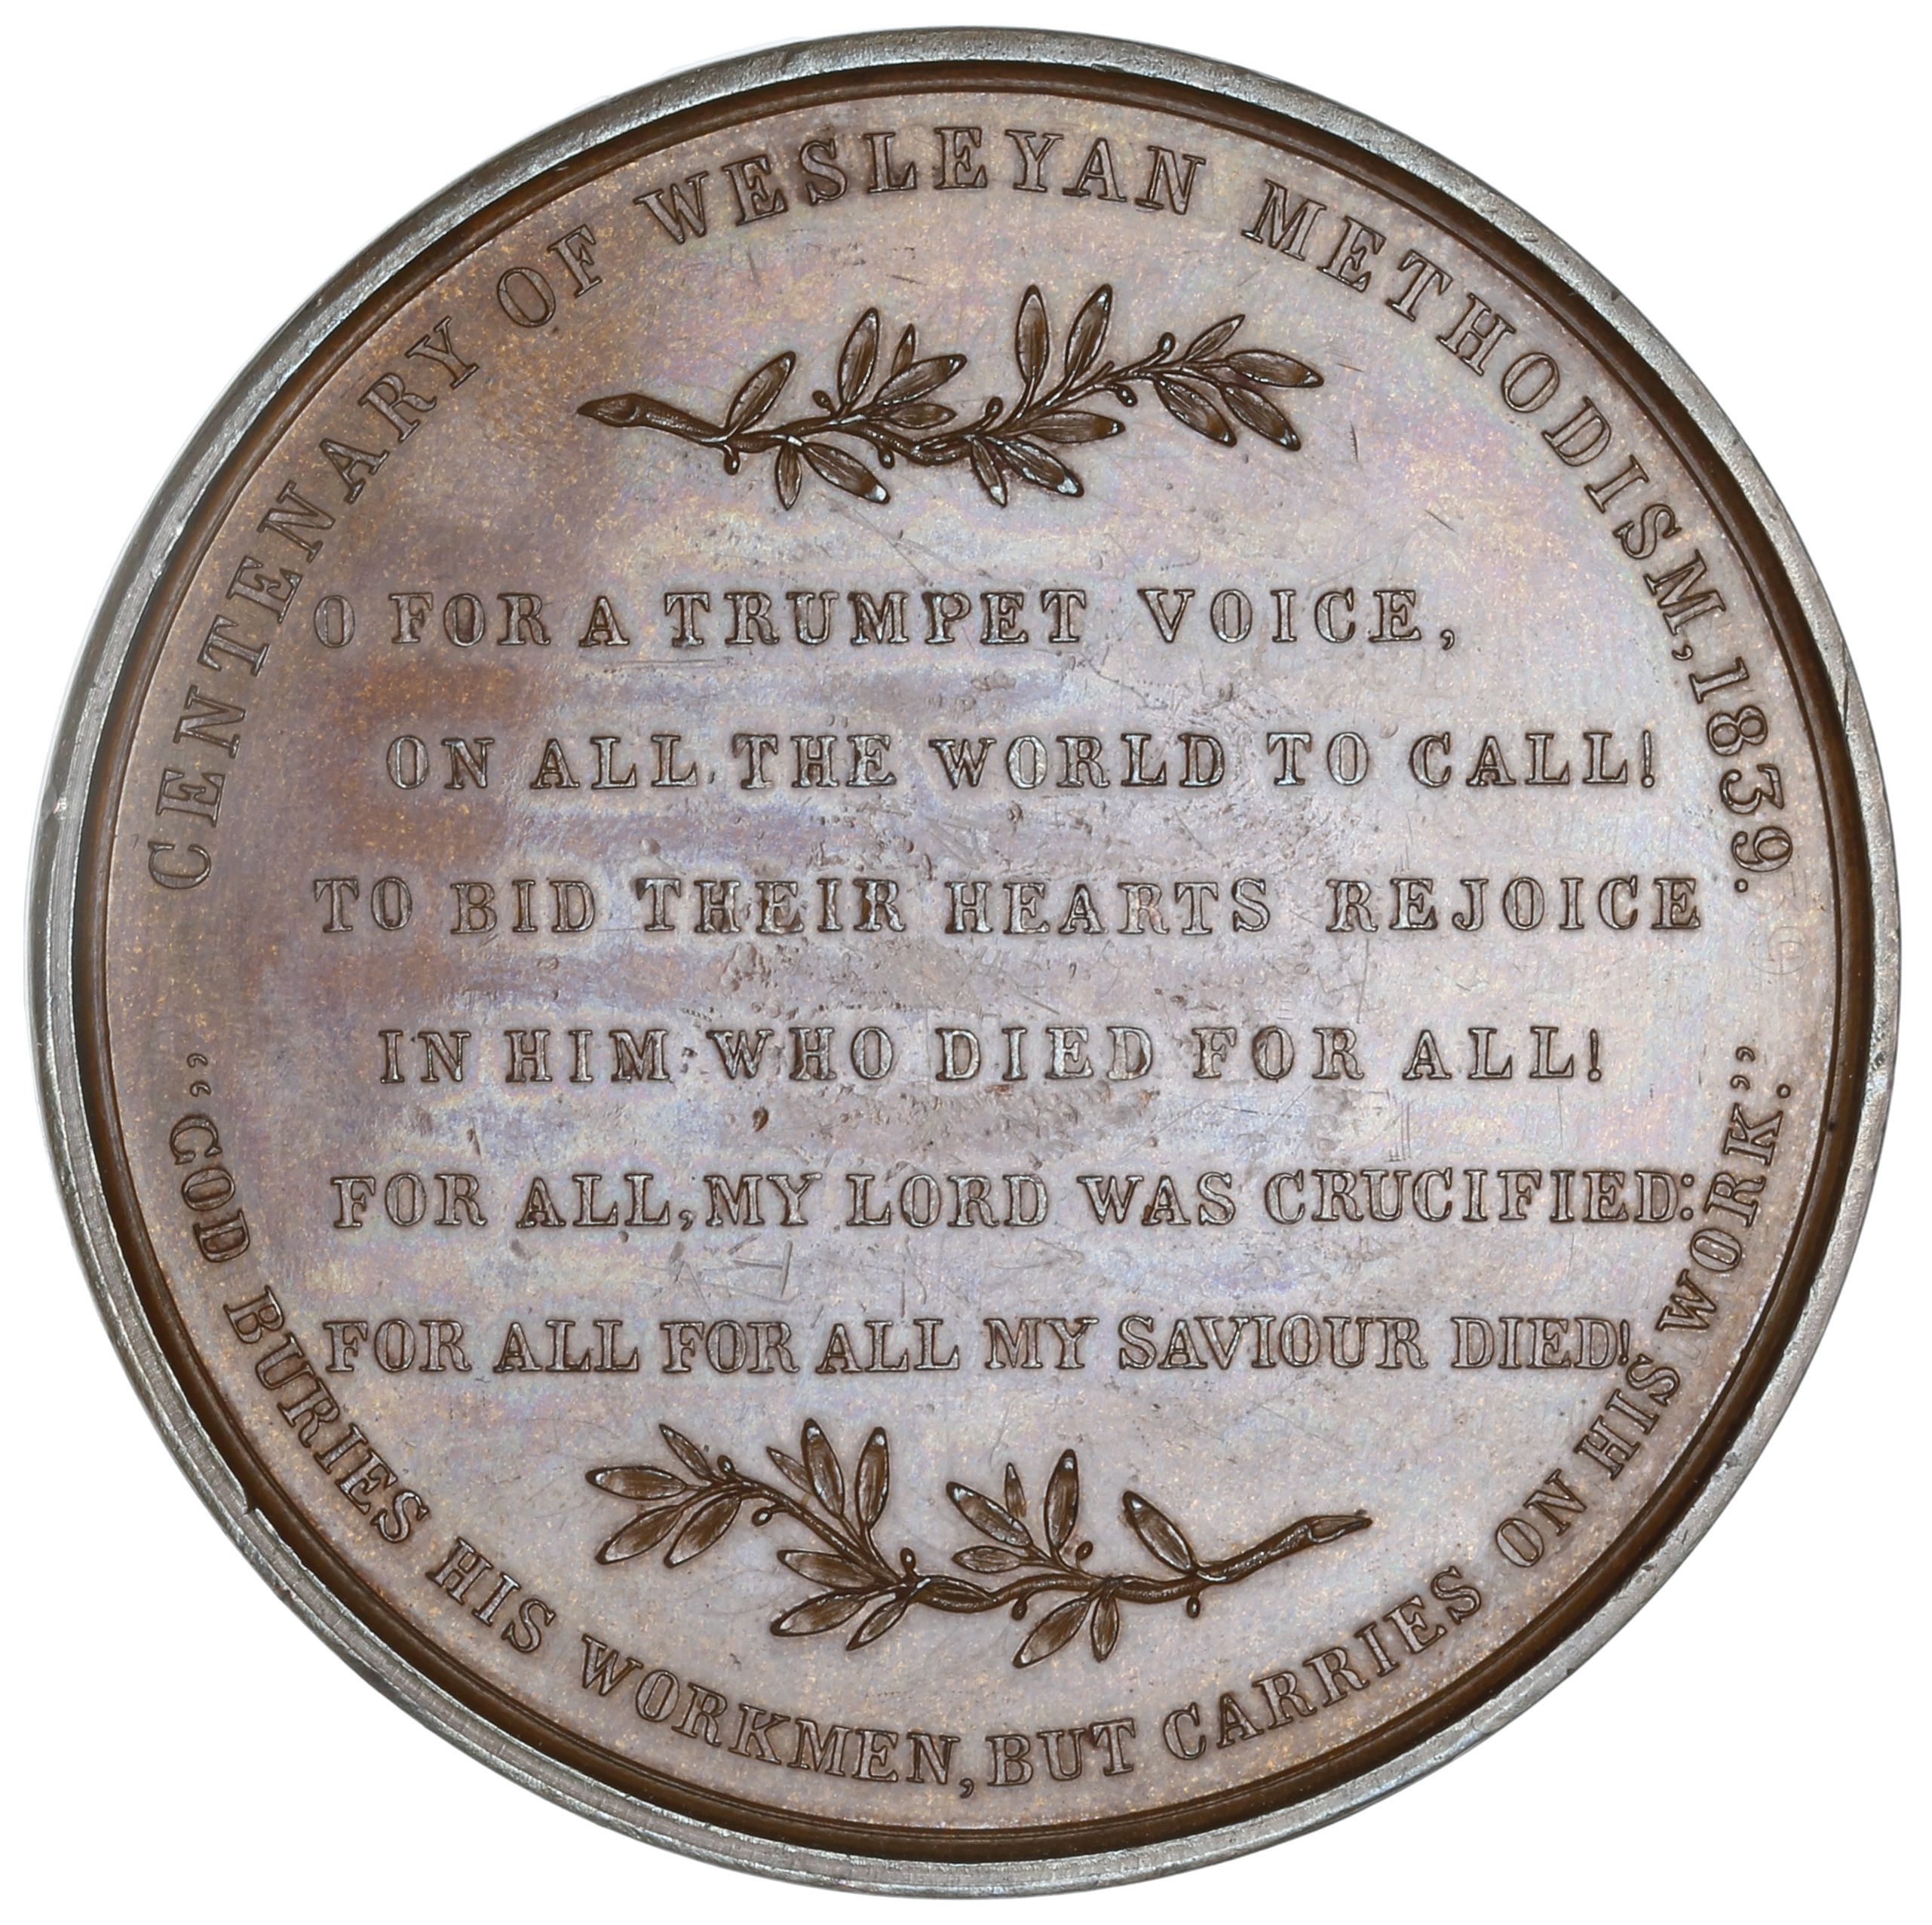 CENTENARY OF WESLEYAN METHODISM, 1839.
O FOR A TRUMPET VOICE,
ON ALL THE WORLD TO CALL!
TO BID THEIR HEARTS REJOICE
IN HIM WHO DIED FOR ALL!
FOR ALL, MY LORD WAS CRUCIFIED:
FOR ALL FOR ALL MY SAVIOUR DIED!
,,GOD BURIES HIS WORKMEN, BUT CARRIES ON HIS WORK.,,